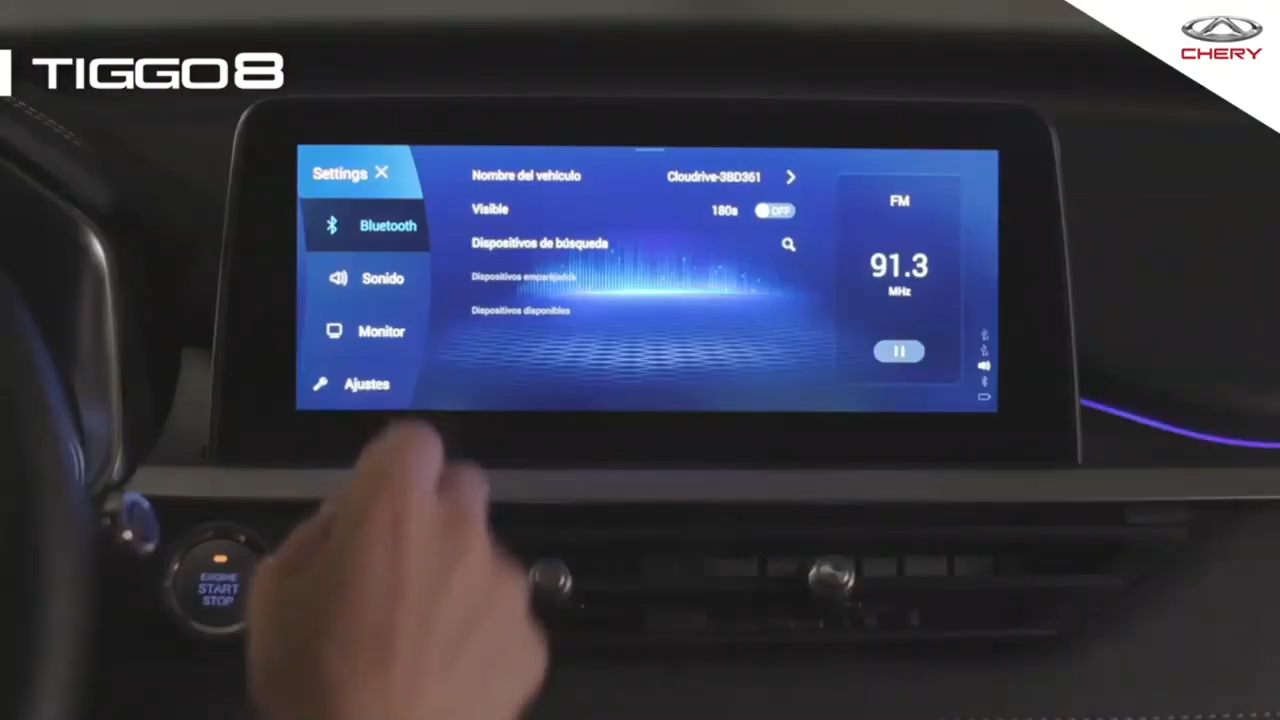 TIGGO8
CHERY
Settings
Bluetooth
Sonido
Monitor
Ajustes
Nombre del vehículo
Cloudrive-3BD361
Visible
180s
OFF
Dispositivos de búsqueda
Dispositivos emparejados
Dispositivos disponibles
FM
91.3
MHz
ENGINE
START
STOP